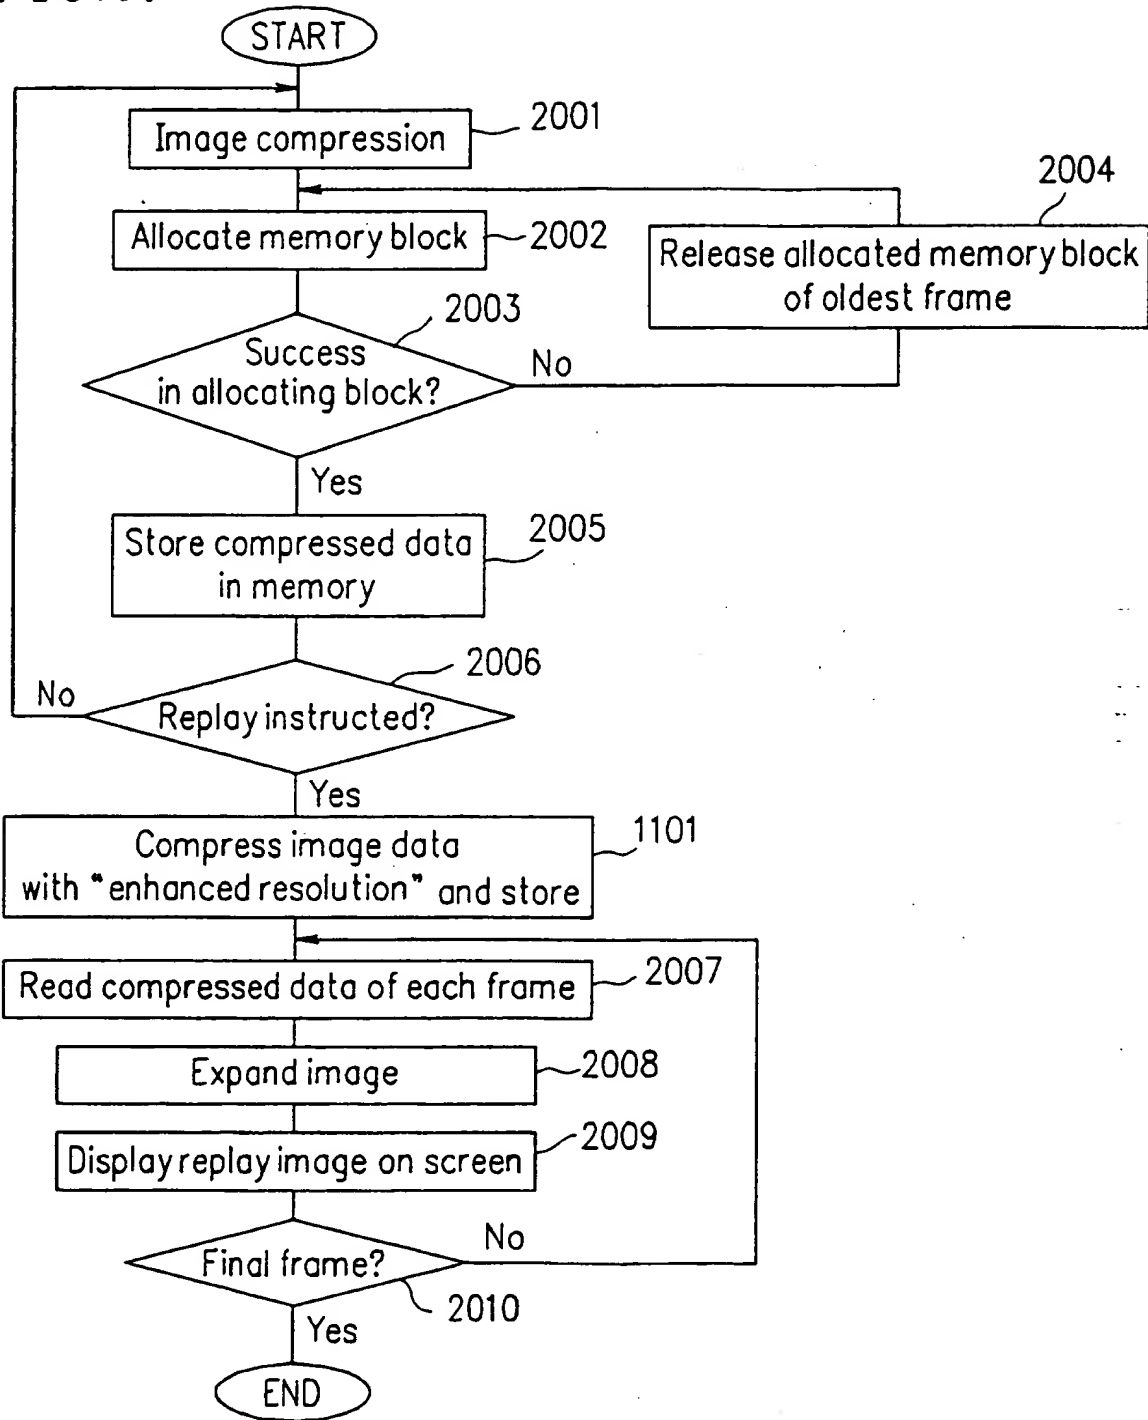 START
Image compression
2001
Allocate memory block
2002
2004
Release allocated memory block
of oldest frame
2003
Success
in allocating block?
No
Yes
Store compressed data
in memory
2005
2006
No
Replay instructed?
Yes
Compress image data
with "enhanced resolution" and store
1101
Read compressed data of each frame
2007
Expand image
2008
Display replay image on screen
2009
Final frame?
No
2010
Yes
END